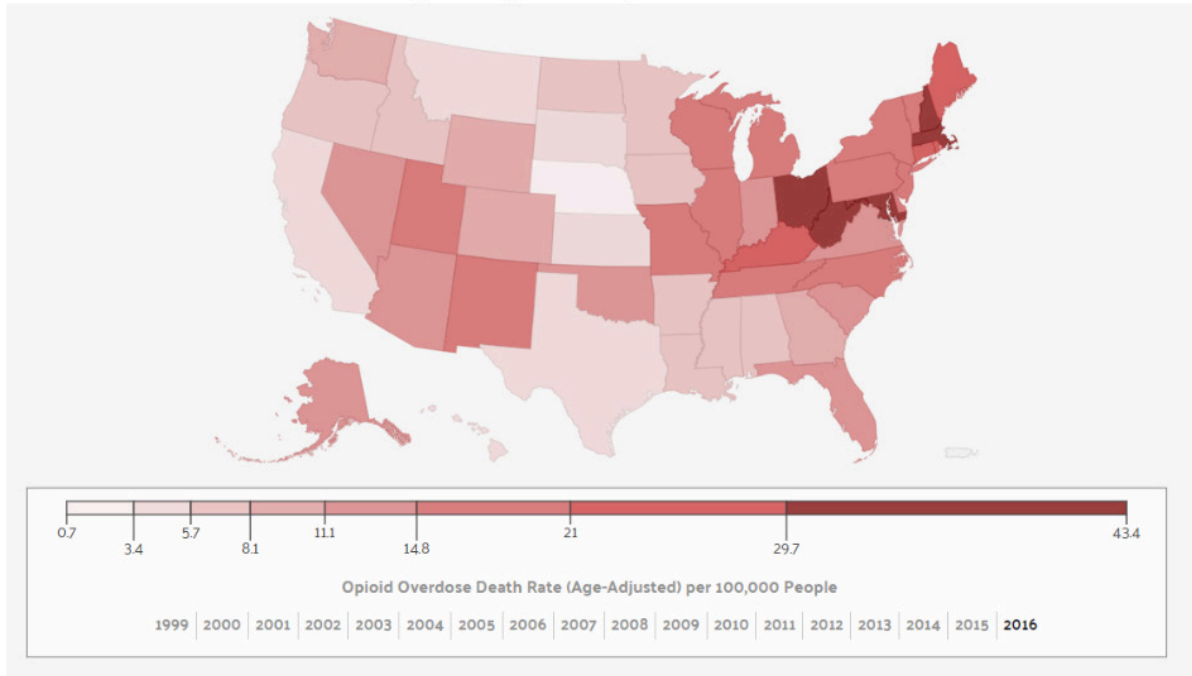 0.7 5.7 11.1 21 43.4
3.4 8.1 14.8 29.7
Opioid Overdose Death Rate (Age-Adjusted) per 100,000 People
1999 2000 2001 2002 2003 2004 2005 2006 2007 2008 2009 2010 2011 2012 2013 2014 2015 2016